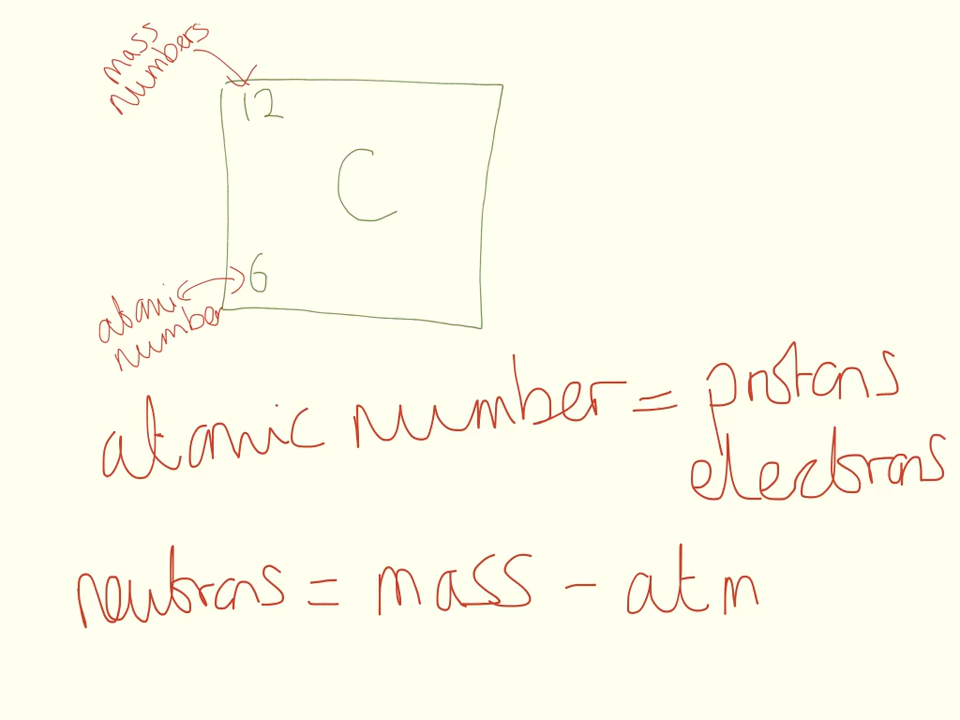 mass
numbers
12
C
6
atomic
number
atomic number = protons
electrons
neutrons = mass - atm